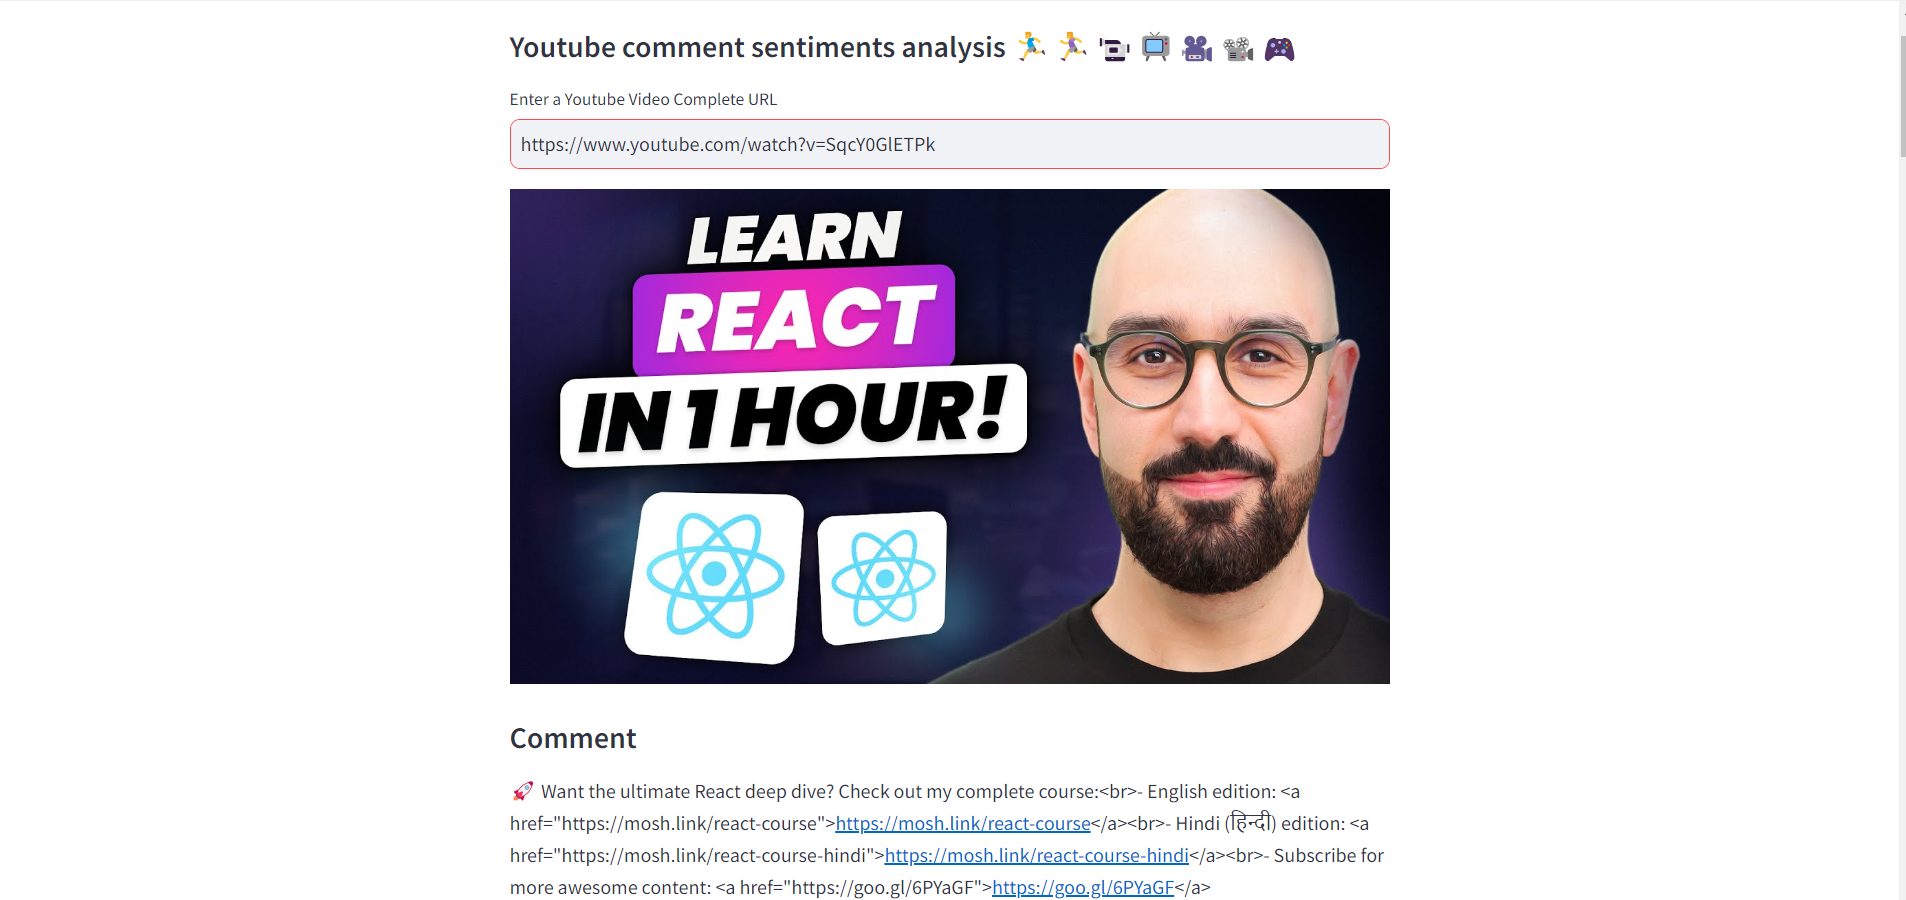 Youtube comment sentiments analysis 🏃‍♂️ 🏃‍♀️ 📹 📺 🎥 📽️ 🎮
Enter a Youtube Video Complete URL
https://www.youtube.com/watch?v=SqcY0GlETPk
LEARN
REACT
IN 1 HOUR!
Comment
🚀 Want the ultimate React deep dive? Check out my complete course:<br>- English edition: <a
href="https://mosh.link/react-course">https://mosh.link/react-course</a><br>- Hindi (हिन्दी) edition: <a
href="https://mosh.link/react-course-hindi">https://mosh.link/react-course-hindi</a><br>- Subscribe for
more awesome content: <a href="https://goo.gl/6PYaGF">https://goo.gl/6PYaGF</a>